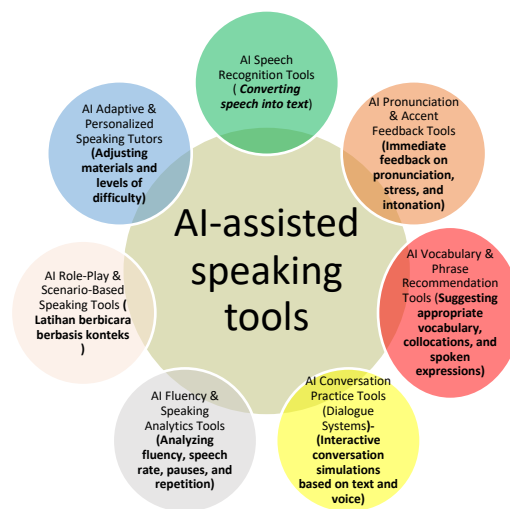 AI-assisted
speaking
tools
AI Speech
Recognition Tools
( Converting
speech into text)
AI Pronunciation
& Accent
Feedback Tools
(Immediate
feedback on
pronunciation,
stress, and
intonation)
AI Vocabulary &
Phrase
Recommendation
Tools (Suggesting
appropriate
vocabulary,
collocations, and
spoken
expressions)
AI Conversation
Practice Tools
(Dialogue
Systems)-
(Interactive
conversation
simulations
based on text and
voice)
AI Fluency &
Speaking
Analytics Tools
(Analyzing
fluency, speech
rate, pauses, and
repetition)
AI Role-Play &
Scenario-Based
Speaking Tools (
Latihan berbicara
berbasis konteks
)
AI Adaptive &
Personalized
Speaking Tutors
(Adjusting
materials and
levels of
difficulty)